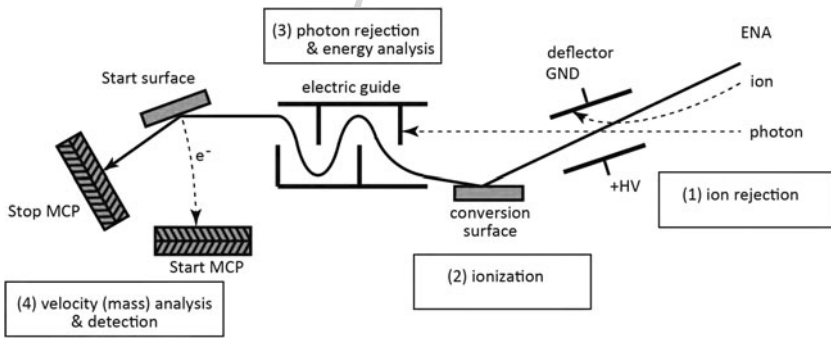 (3) photon rejection
& energy analysis
ENA
deflector
GND
ion
Start surface
electric guide
photon
e-
+HV
(1) ion rejection
Stop MCP
conversion
surface
Start MCP
(2) ionization
(4) velocity (mass) analysis
& detection